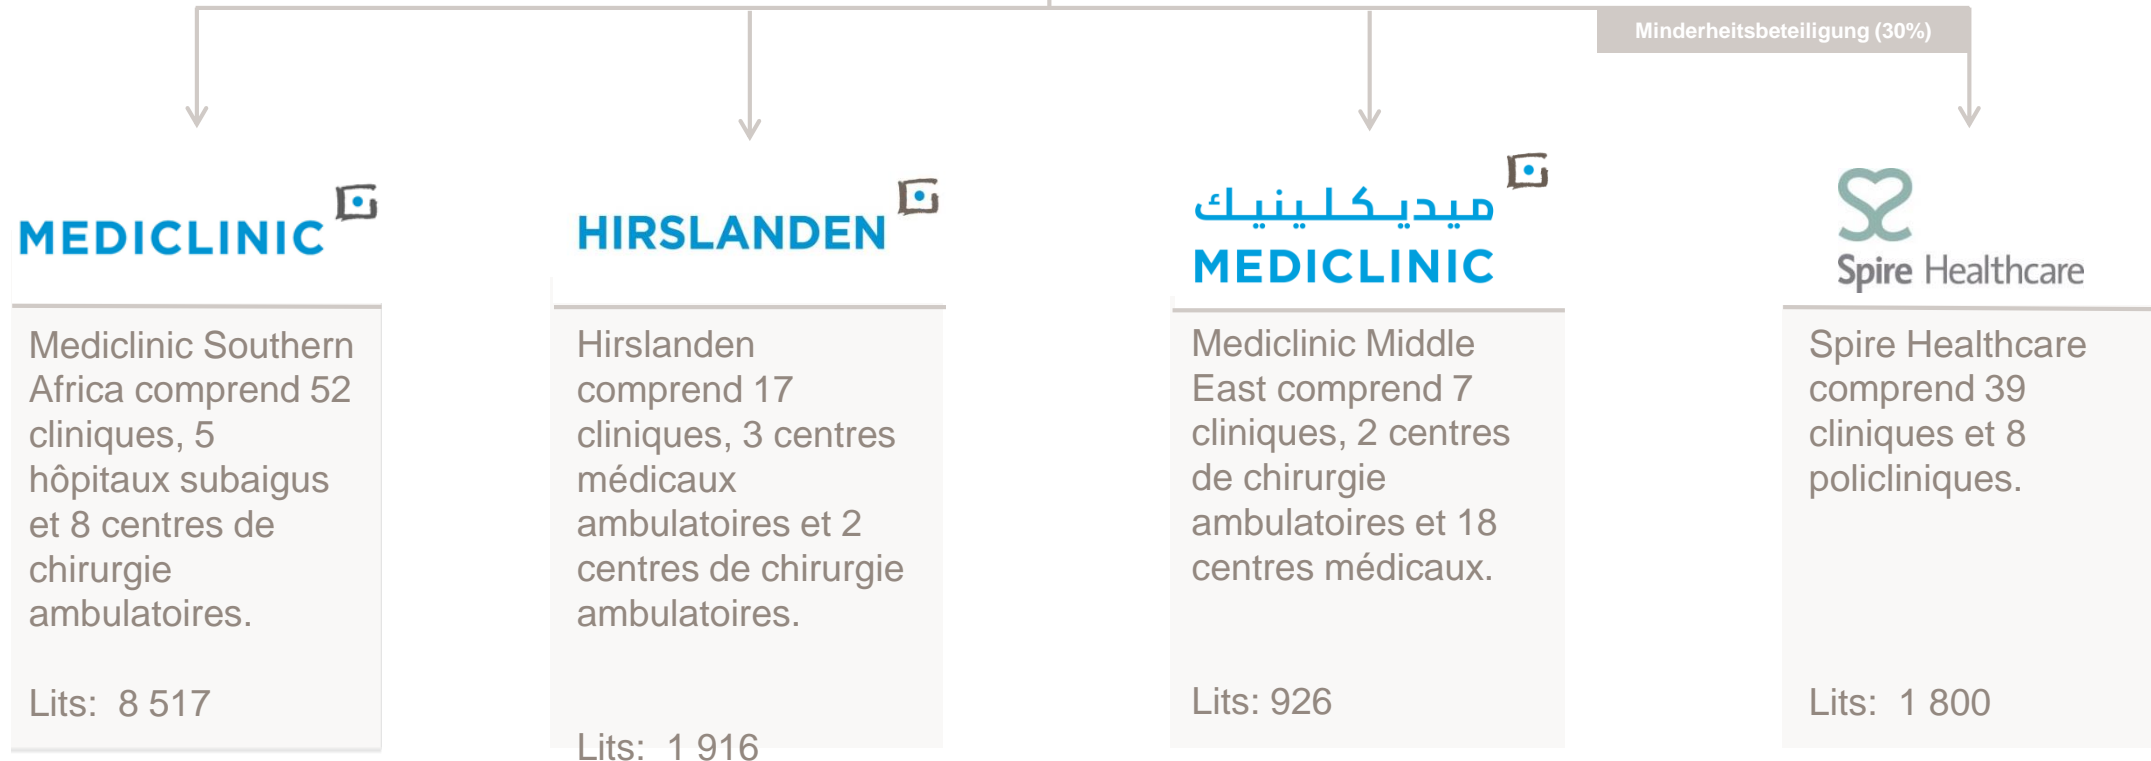 Minderheitsbeteiligung (30%)
MEDICLINIC
Mediclinic Southern
Africa comprend 52
cliniques, 5
hôpitaux subaigus
et 8 centres de
chirurgie
ambulatoires.
Lits: 8 517
HIRSLANDEN
Hirslanden
comprend 17
cliniques, 3 centres
médicaux
ambulatoires et 2
centres de chirurgie
ambulatoires.
Lits: 1 916
ميديكلينيك
MEDICLINIC
Mediclinic Middle
East comprend 7
cliniques, 2 centres
de chirurgie
ambulatoires et 18
centres médicaux.
Lits: 926
Spire Healthcare
Spire Healthcare
comprend 39
cliniques et 8
policliniques.
Lits: 1 800